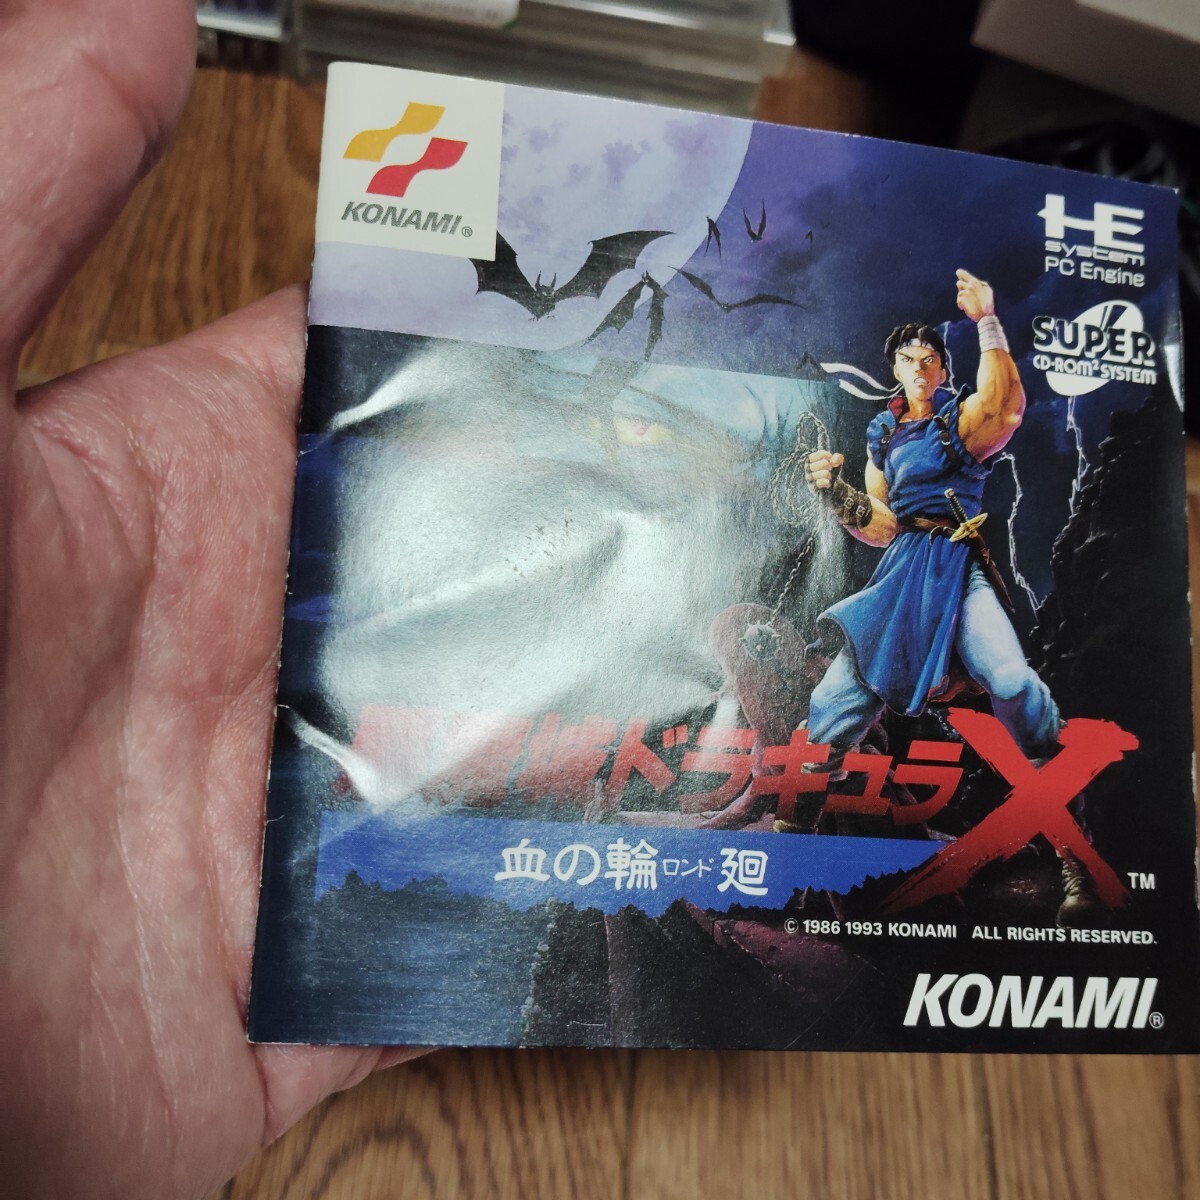 KONAMI®
HE
system
PC Engine
SUPER
CD-ROM² SYSTEM
城ドラキュラX
血の輪ロンド廻
TM
© 1986 1993 KONAMI ALL RIGHTS RESERVED.
KONAMI®